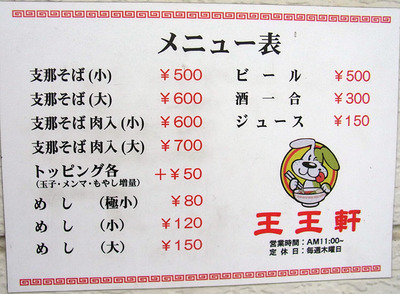 メニュー表
支那そば(小) ￥500
支那そば(大) ￥600
支那そば肉入(小) ￥600
支那そば肉入(大) ￥700
トッピング各 ＋￥50
(玉子・メンマ・もやし増量)
めし (極小) ￥80
めし (小) ￥120
めし (大) ￥150
ビール ￥500
酒一合 ￥300
ジュース ￥150
王王軒
営業時間：AM11:00~
定休日：毎週木曜日